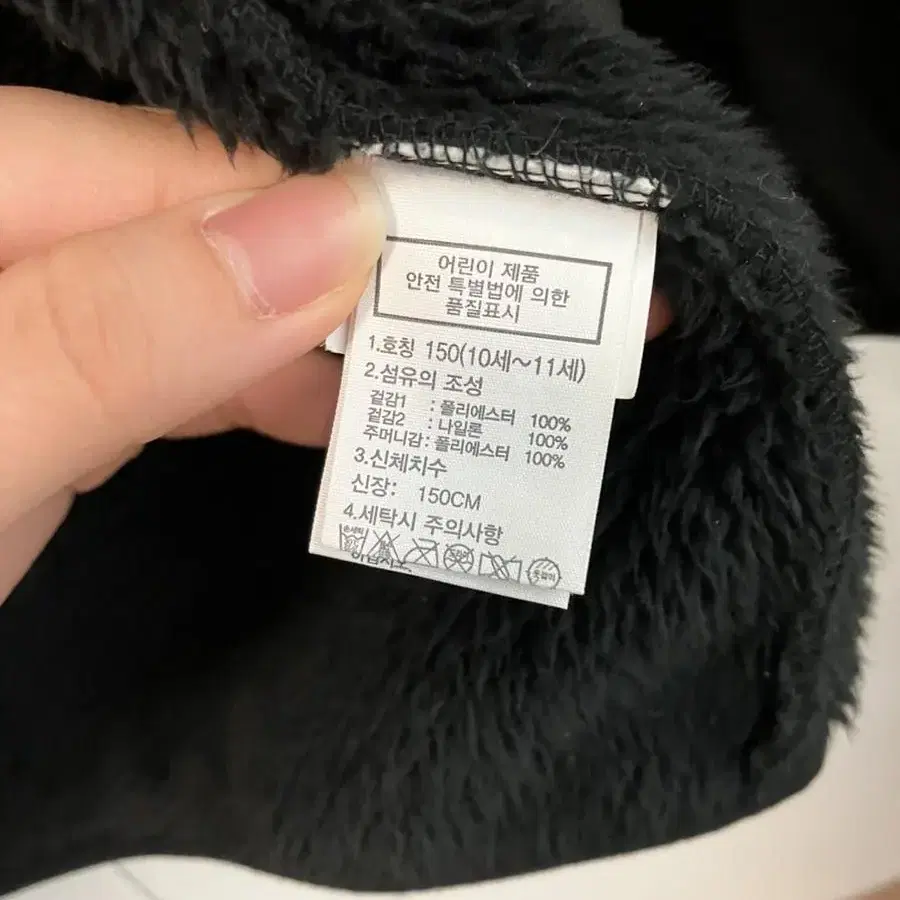 어린이 제품
안전 특별법에 의한
품질표시
1.호칭 150(10세~11세)
2.섬유의 조성
겉감1 : 폴리에스터 100%
겉감2 : 나일론 100%
주머니감: 폴리에스터 100%
3.신체치수
신장: 150CM
4.세탁시 주의사항
손세탁